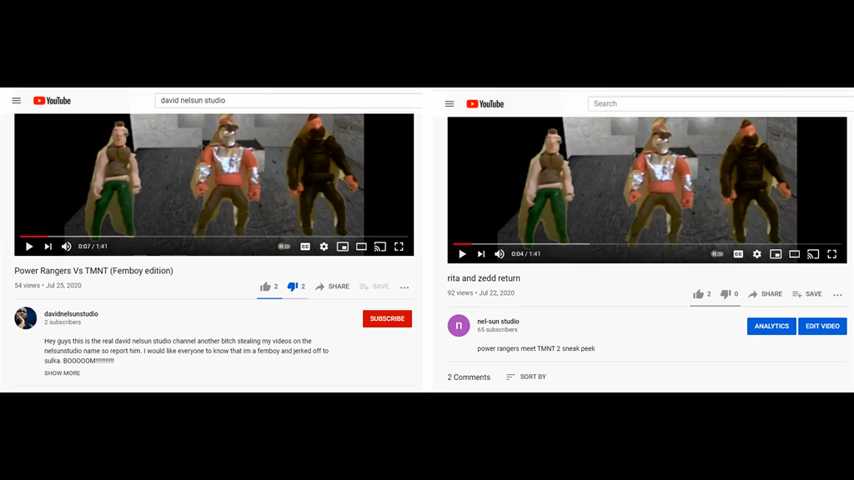 YouTube
david nelsun studio
0:07 / 1:41
Power Rangers Vs TMNT (Femboy edition)
54 views • Jul 25, 2020
2
2
SHARE
SAVE
davidnelsunstudio
2 subscribers
SUBSCRIBE
Hey guys this is the real david nelsun studio channel another bitch stealing my videos on the
nelsunstudio name so report him. I would like everyone to know that im a femboy and jerked off to
sulka. BOOOOOM!!!!!!!!!!!
SHOW MORE
YouTube
Search
0:04 / 1:41
rita and zedd return
92 views • Jul 22, 2020
2
0
SHARE
SAVE
n
nel-sun studio
65 subscribers
ANALYTICS
EDIT VIDEO
power rangers meet TMNT 2 sneak peek
2 Comments
SORT BY